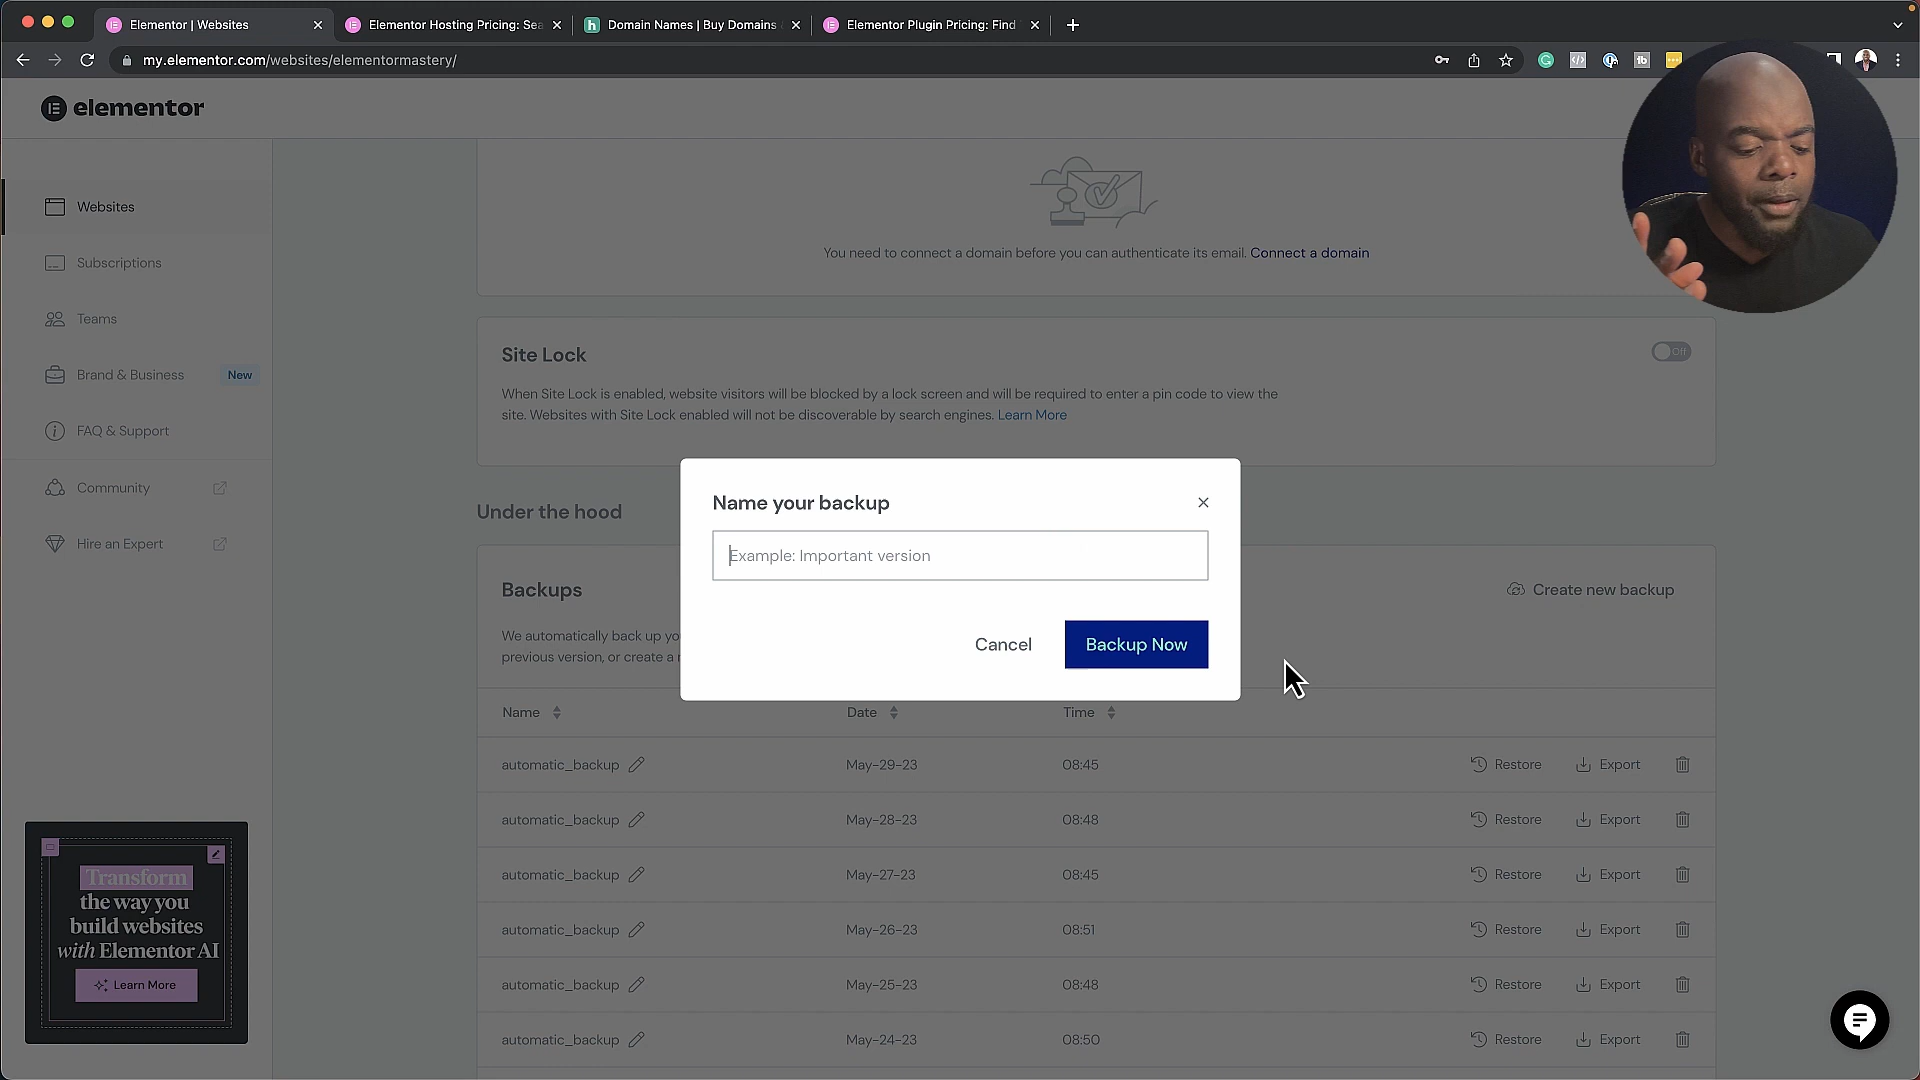 Elementor | Websites
Elementor Hosting Pricing: Sea
Domain Names | Buy Domains
Elementor Plugin Pricing: Find
my.elementor.com/websites/elementormastery/
elementor
Websites
Subscriptions
Teams
Brand & Business New
FAQ & Support
Community
Hire an Expert
You need to connect a domain before you can authenticate its email. Connect a domain
Site Lock
Off
When Site Lock is enabled, website visitors will be blocked by a lock screen and will be required to enter a pin code to view the
site. Websites with Site Lock enabled will not be discoverable by search engines. Learn More
Under the hood
Name your backup
Example: Important version
Cancel
Backup Now
Backups
Create new backup
We automatically back up yo
previous version, or create a
Name Date Time
automatic_backup May-29-23 08:45 Restore Export
automatic_backup May-28-23 08:48 Restore Export
automatic_backup May-27-23 08:45 Restore Export
automatic_backup May-26-23 08:51 Restore Export
automatic_backup May-25-23 08:48 Restore Export
automatic_backup May-24-23 08:50 Restore Export
Transform
the way you
build websites
with Elementor AI
Learn More